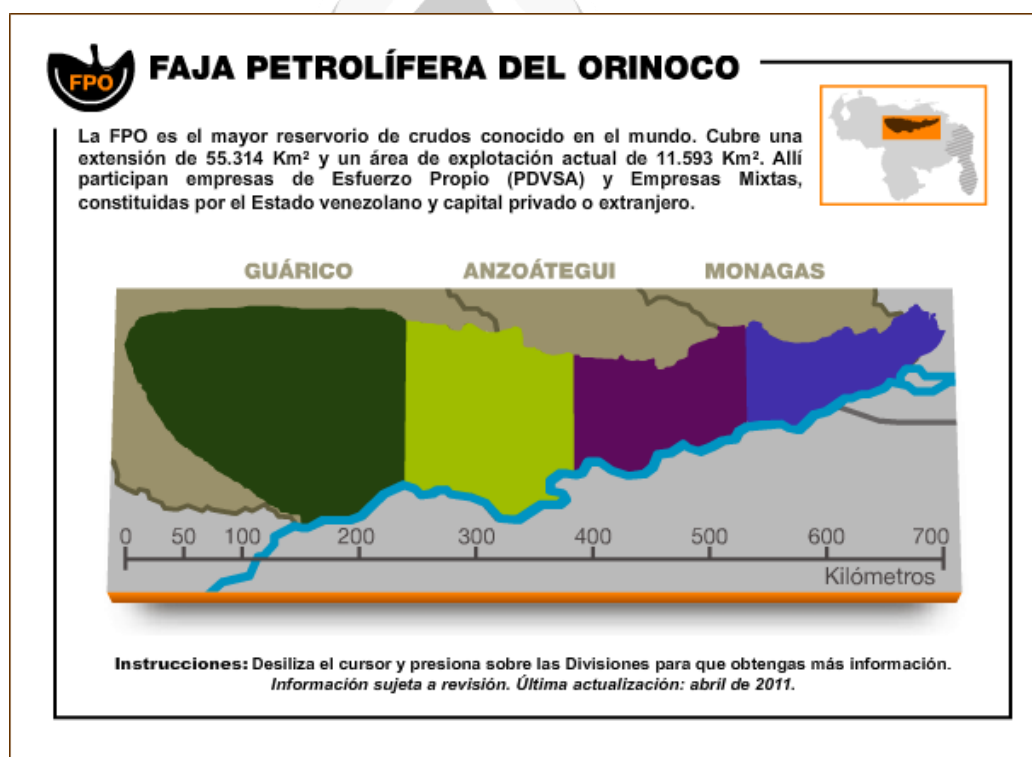 FPO
FAJA PETROLÍFERA DEL ORINOCO
La FPO es el mayor reservorio de crudos conocido en el mundo. Cubre una
extensión de 55.314 Km² y un área de explotación actual de 11.593 Km². Allí
participan empresas de Esfuerzo Propio (PDVSA) y Empresas Mixtas,
constituidas por el Estado venezolano y capital privado o extranjero.
GUÁRICO ANZOÁTEGUI MONAGAS
0 50 100 200 300 400 500 600 700
Kilómetros
Instrucciones: Desiliza el cursor y presiona sobre las Divisiones para que obtengas más información.
Información sujeta a revisión. Última actualización: abril de 2011.